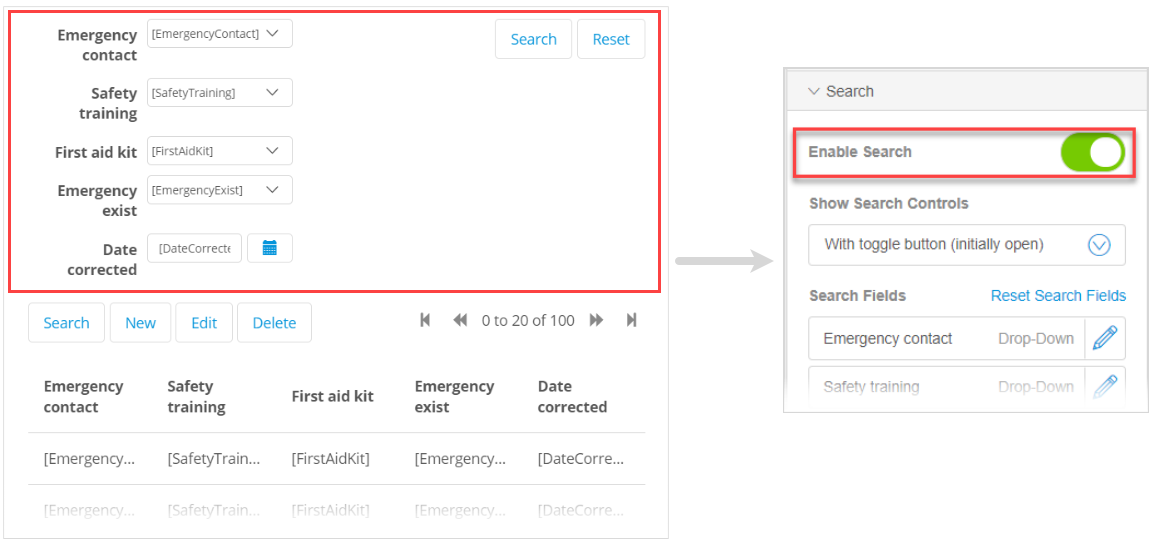 Emergency
contact
[EmergencyContact]
Search
Reset
Safety
training
[SafetyTraining]
First aid kit
[FirstAidKit]
Emergency
exist
[EmergencyExist]
Date
corrected
[DateCorrecte
Search
New
Edit
Delete
0 to 20 of 100
Emergency
contact
Safety
training
First aid kit
Emergency
exist
Date
corrected
[Emergency...
[SafetyTrain...
[FirstAidKit]
[Emergency...
[DateCorre...
[Emergency...
[SafetyTrain...
[FirstAidKit]
[Emergency...
[DateCorre...
Search
Enable Search
Show Search Controls
With toggle button (initially open)
Search Fields
Reset Search Fields
Emergency contact
Drop-Down
Safety training
Drop-Down